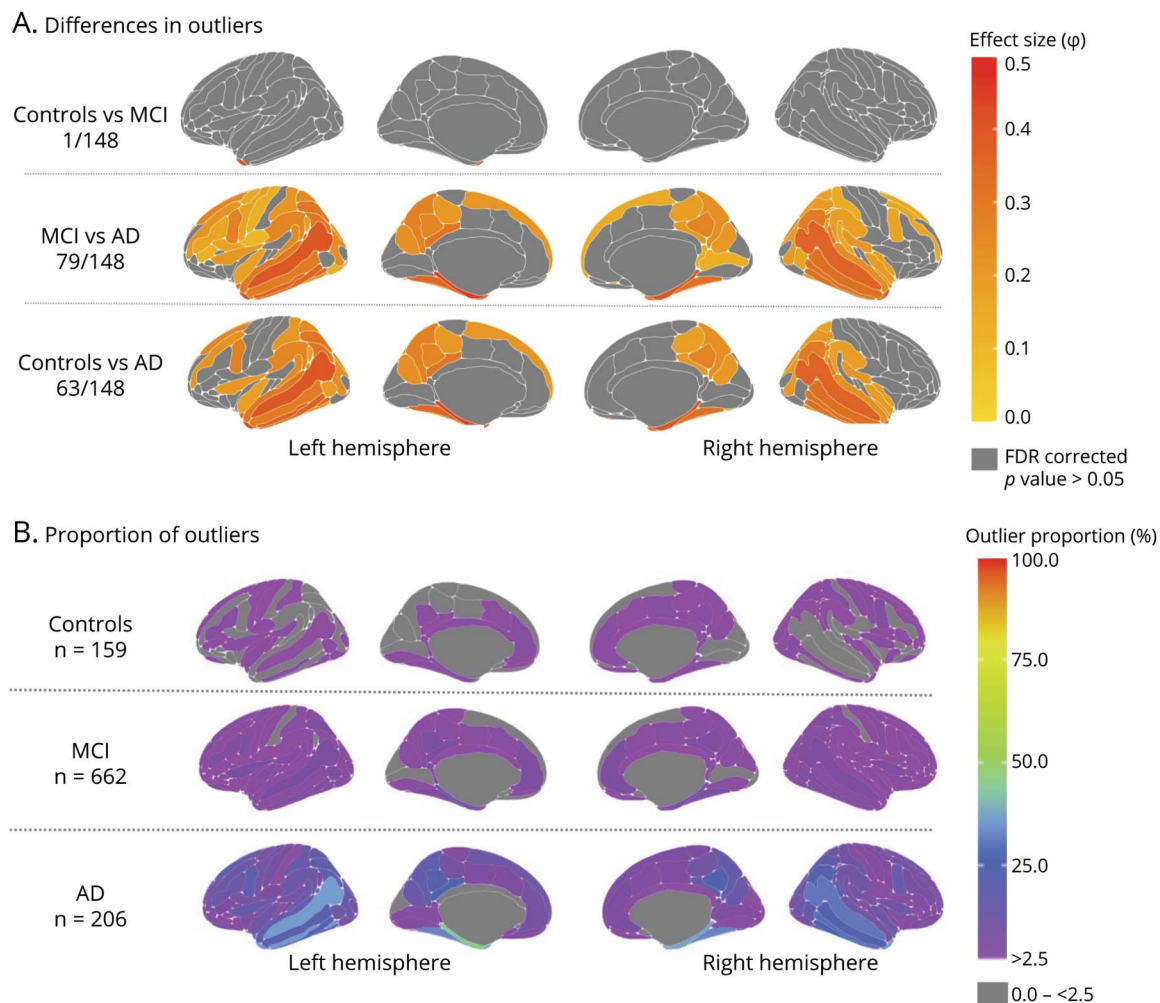 A. Differences in outliers
Effect size (φ)
Controls vs MCI
1/148
MCI vs AD
79/148
Controls vs AD
63/148
Left hemisphere
Right hemisphere
0.5
0.4
0.3
0.2
0.1
0.0
FDR corrected
p value > 0.05
B. Proportion of outliers
Outlier proportion (%)
Controls
n = 159
MCI
n = 662
AD
n = 206
Left hemisphere
Right hemisphere
100.0
75.0
50.0
25.0
>2.5
0.0 – <2.5